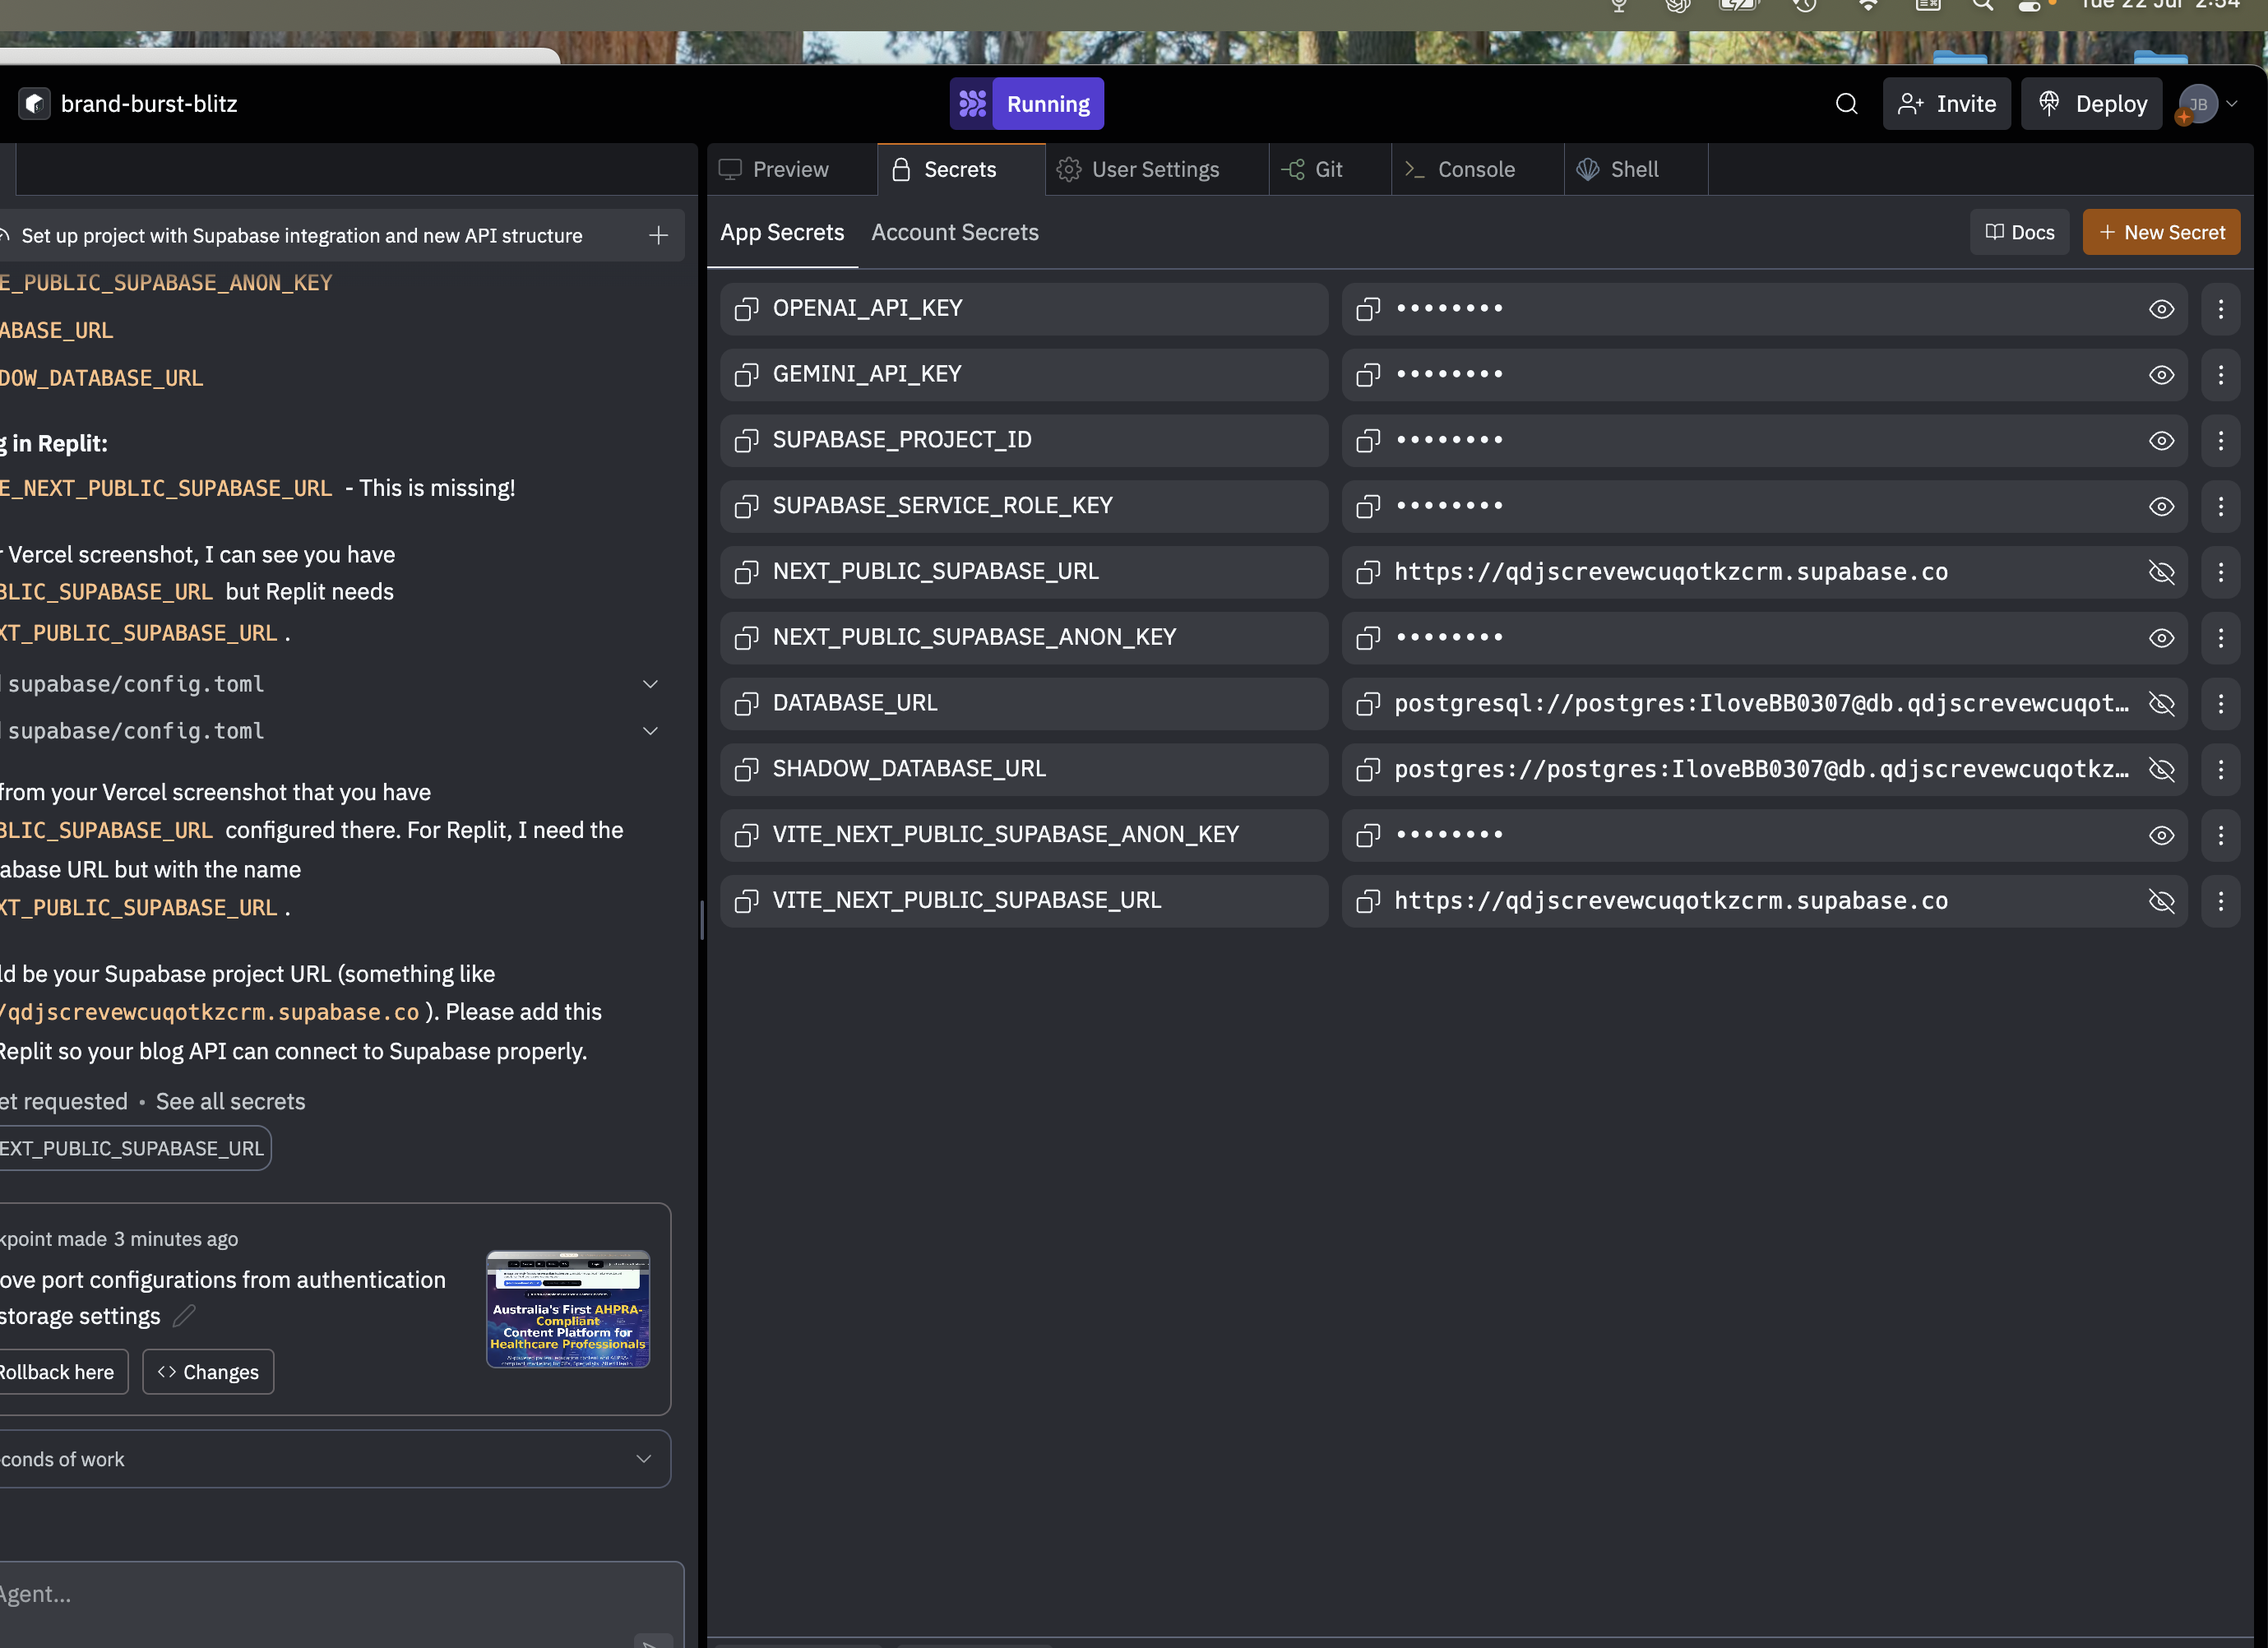 Tue 22 Jul 2:54
brand-burst-blitz
Running
Invite
Deploy
JB
Set up project with Supabase integration and new API structure
E_PUBLIC_SUPABASE_ANON_KEY
ABASE_URL
DOW_DATABASE_URL
g in Replit:
E_NEXT_PUBLIC_SUPABASE_URL - This is missing!
r Vercel screenshot, I can see you have
BLIC_SUPABASE_URL but Replit needs
XT_PUBLIC_SUPABASE_URL .
supabase/config.toml
supabase/config.toml
from your Vercel screenshot that you have
BLIC_SUPABASE_URL configured there. For Replit, I need the
abase URL but with the name
XT_PUBLIC_SUPABASE_URL .
ld be your Supabase project URL (something like
/qdjscrevewcuqotkzcrm.supabase.co ). Please add this
Replit so your blog API can connect to Supabase properly.
et requested • See all secrets
EXT_PUBLIC_SUPABASE_URL
kpoint made 3 minutes ago
ove port configurations from authentication
storage settings
Australia's First AHPRA-
Compliant
Content Platform for
Healthcare Professionals
Rollback here
<> Changes
conds of work
Agent...
Preview
Secrets
User Settings
Git
Console
Shell
App Secrets
Account Secrets
Docs
+ New Secret
OPENAI_API_KEY ••••••••
GEMINI_API_KEY ••••••••
SUPABASE_PROJECT_ID ••••••••
SUPABASE_SERVICE_ROLE_KEY ••••••••
NEXT_PUBLIC_SUPABASE_URL https://qdjscrevewcuqotkzcrm.supabase.co
NEXT_PUBLIC_SUPABASE_ANON_KEY ••••••••
DATABASE_URL postgresql://postgres:IloveBB0307@db.qdjscrevewcuqot…
SHADOW_DATABASE_URL postgres://postgres:IloveBB0307@db.qdjscrevewcuqotkz…
VITE_NEXT_PUBLIC_SUPABASE_ANON_KEY ••••••••
VITE_NEXT_PUBLIC_SUPABASE_URL https://qdjscrevewcuqotkzcrm.supabase.co